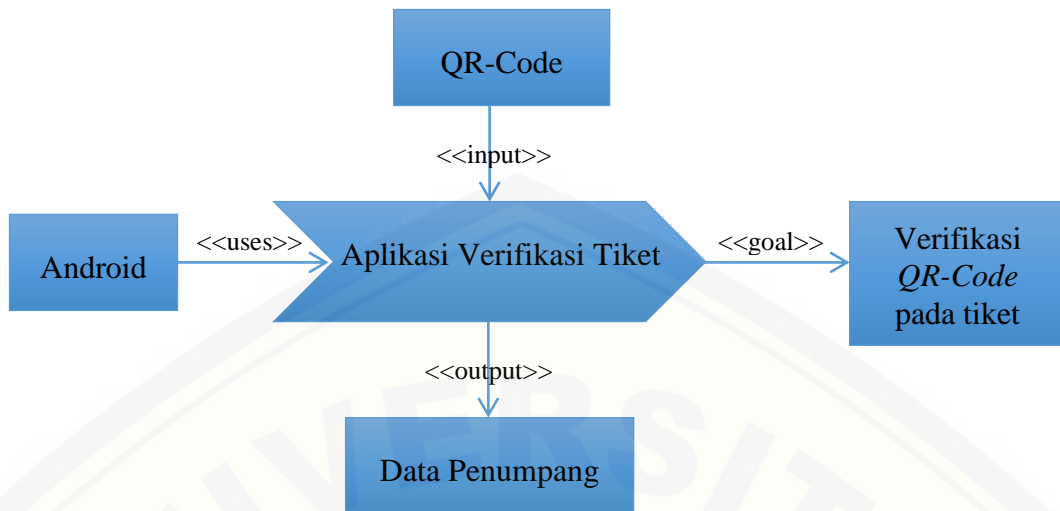 QR-Code
<<input>>
Android
<<uses>>
Aplikasi Verifikasi Tiket
<<goal>>
Verifikasi
QR-Code
pada tiket
<<output>>
Data Penumpang